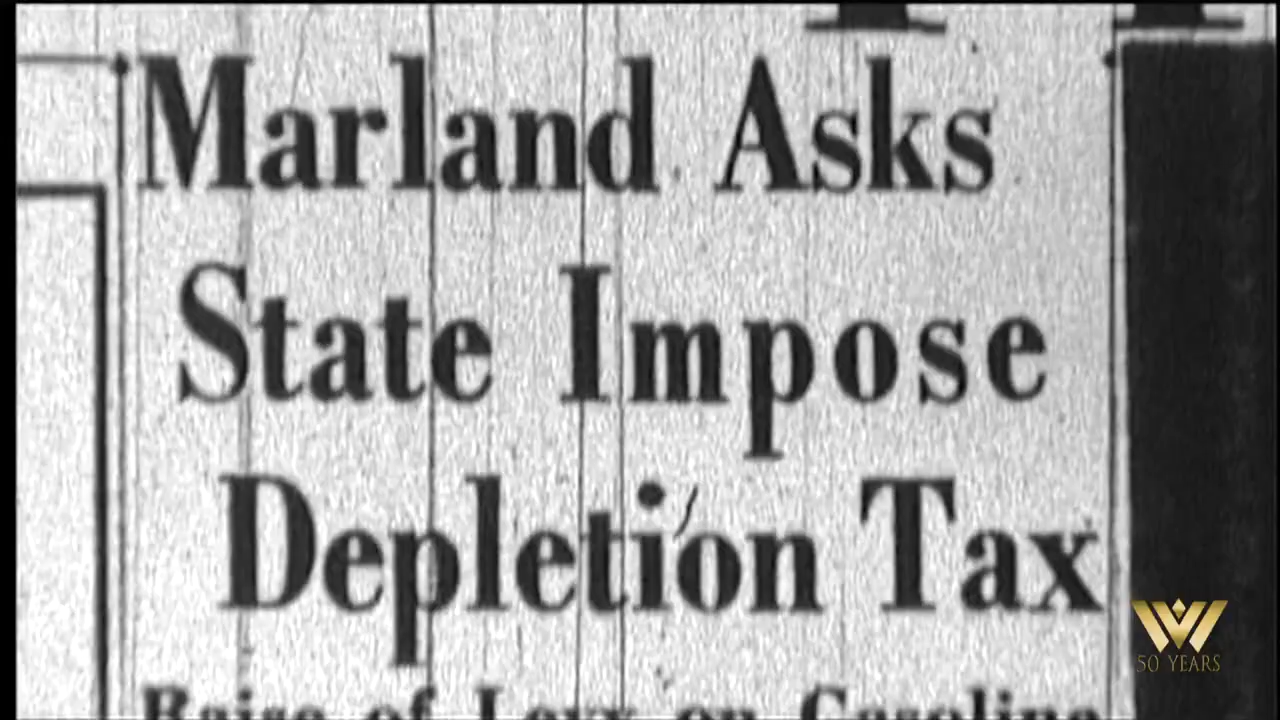 Marland Asks
State Impose
Depletion Tax
Raise of Levy on Gasoline
50 YEARS